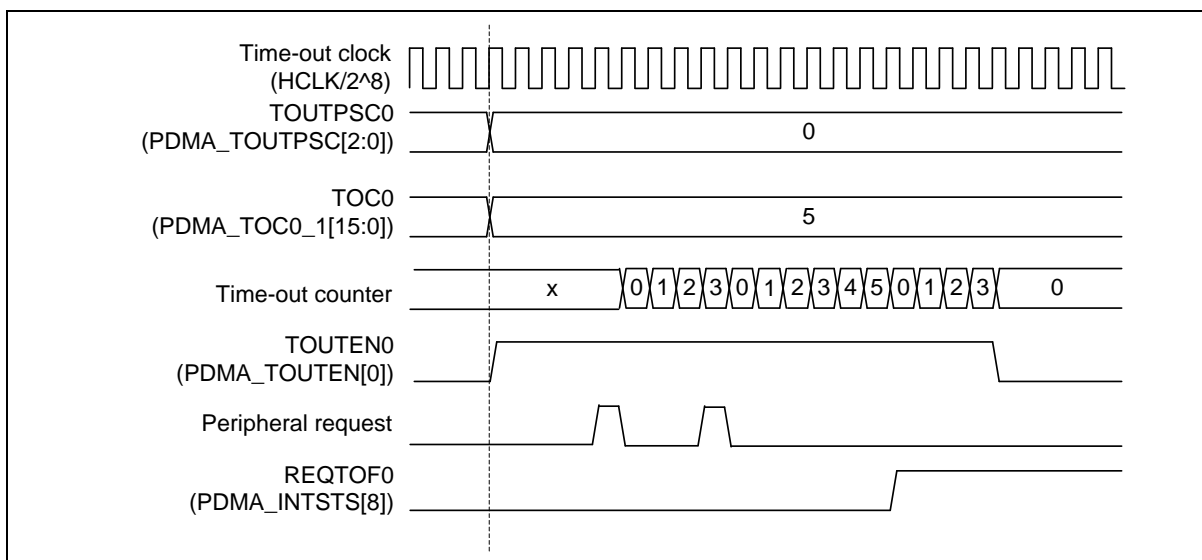 Time-out clock
(HCLK/2^8)
TOUTPSC0
(PDMA_TOUTPSC[2:0])
0
TOC0
(PDMA_TOC0_1[15:0])
5
Time-out counter
x 0 1 2 3 0 1 2 3 4 5 0 1 2 3 0
TOUTEN0
(PDMA_TOUTEN[0])
Peripheral request
REQTOF0
(PDMA_INTSTS[8])